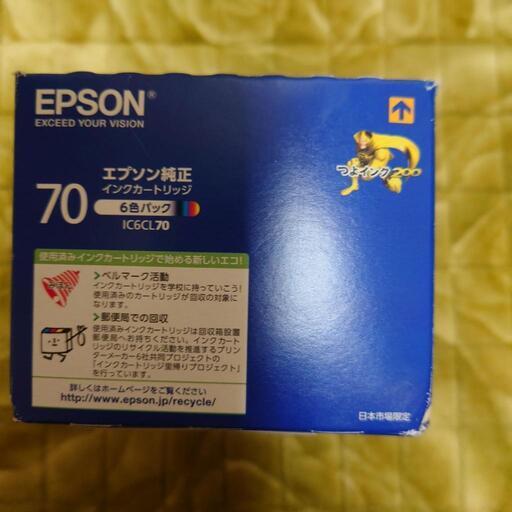 EPSON®
EXCEED YOUR VISION
70
エプソン純正
インクカートリッジ
6色パック
IC6CL70
つよインク200
使用済みインクカートリッジで始める新しいエコ!
ベルマーク活動
インクカートリッジを学校に持っていこう!
使用済みのカートリッジが回収の対象に
なります。
郵便局での回収
使用済みインクカートリッジは回収箱設置
郵便局へお持ちください。インクカート
リッジのリサイクル活動を推進するプリン
ターメーカー6社共同プロジェクトの
「インクカートリッジ里帰りプロジェクト」
を行っています。
詳しくはホームページをご覧ください
http://www.epson.jp/recycle/
日本市場限定